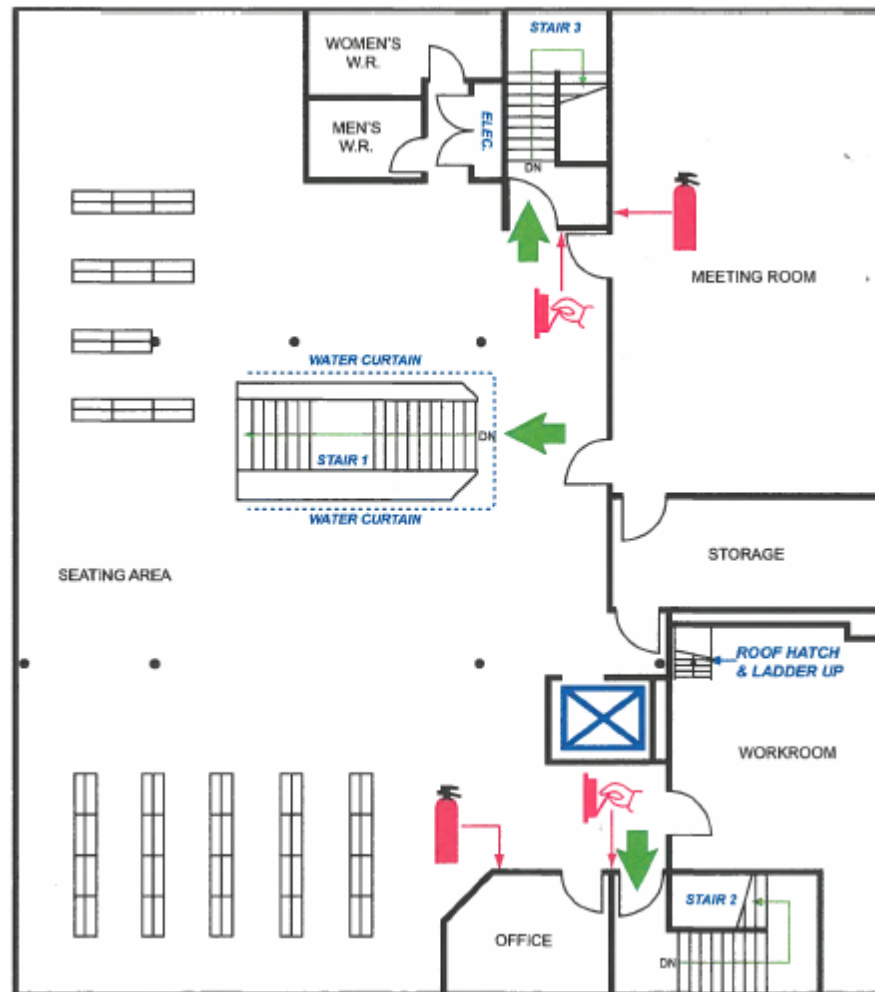 STAIR 3
WOMEN'S
W.R.
MEN'S
W.R.
ELEC.
DN
MEETING ROOM
WATER CURTAIN
DN
STAIR 1
WATER CURTAIN
STORAGE
SEATING AREA
ROOF HATCH
& LADDER UP
WORKROOM
STAIR 2
OFFICE
DN